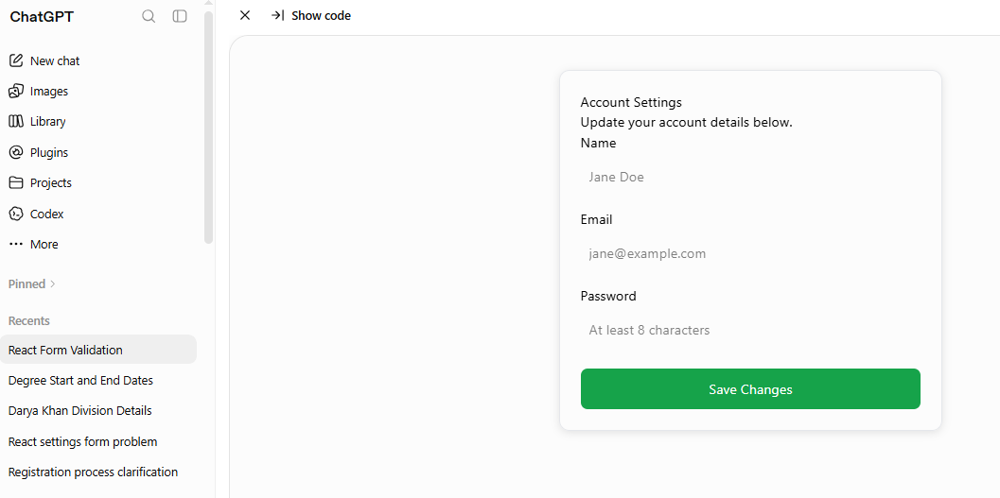 ChatGPT
New chat
Images
Library
Plugins
Projects
Codex
More
Pinned
Recents
React Form Validation
Degree Start and End Dates
Darya Khan Division Details
React settings form problem
Registration process clarification
Show code
Account Settings
Update your account details below.
Name
Jane Doe
Email
jane@example.com
Password
At least 8 characters
Save Changes